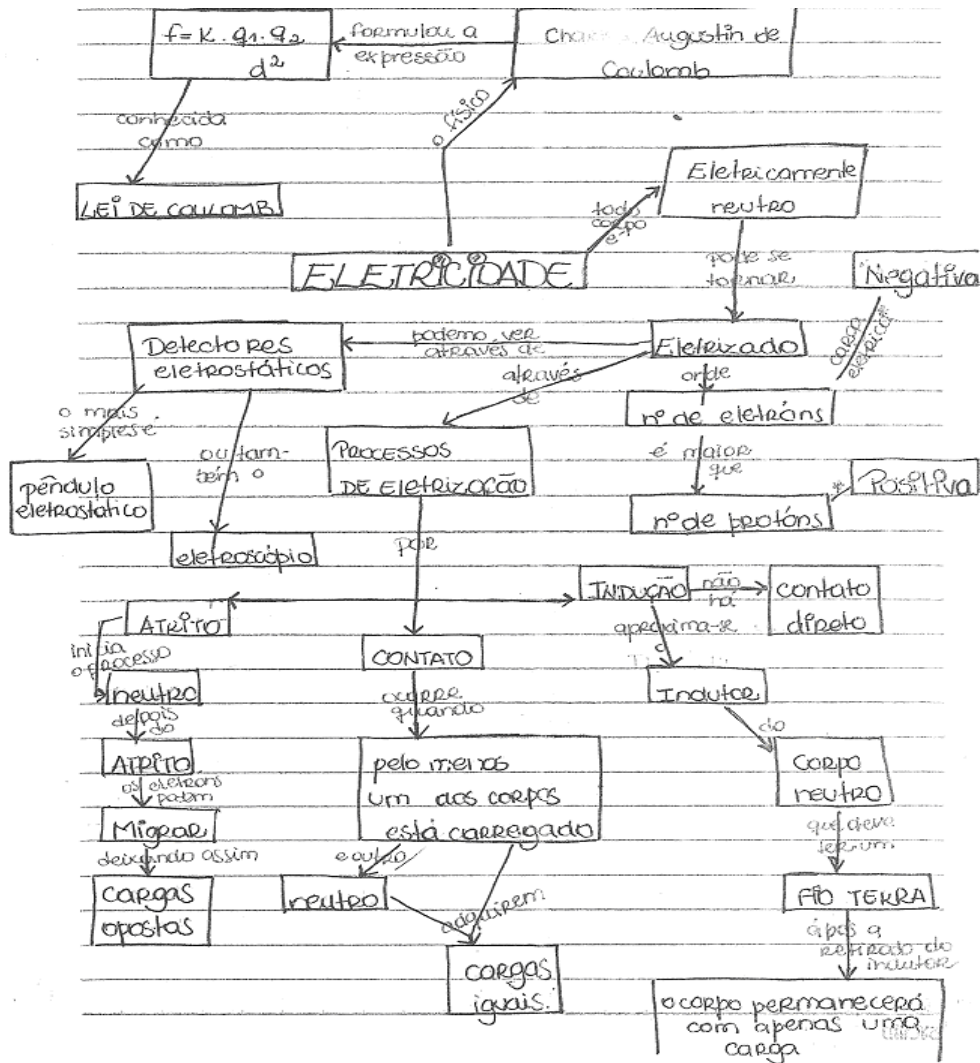 f= K. q1. q2
d²
formulou a
expressão
Augustin de
Coulomb
conhecida
como
o físico
LEI DE COULOMB
Eletricamente
neutro
todo
corpo
é
ELETRICIDADE
pode se
tornar
Negativa
Detectores
eletrostáticos
podemo ver
através de
Eletrizado
carga
elétrica
através
de
onde
nº de eletróns
o mais
simples é
ou tam-
bém o
PROCESSOS
DE ELETRIZAÇÃO
é maior
que
Positiva
pêndulo
eletrostático
nº de protóns
eletroscópio
POR
INDUÇÃO
não
há
contato
direto
ATRITO
inicia
o processo
CONTATO
aproxima-se
o
neutro
ocorre
quando
Indutor
depois
do
do
ATRITO
os eletróns
podem
pelo menos
um dos corpos
está carregado
CORPO
neutro
Migrar
que deve
ter um
deixando assim
e outro
cargas
opostas
neutro
FIO TERRA
adquirem
após a
retirado do
indutor
cargas
iguais.
o corpo permanecerá
com apenas uma
carga